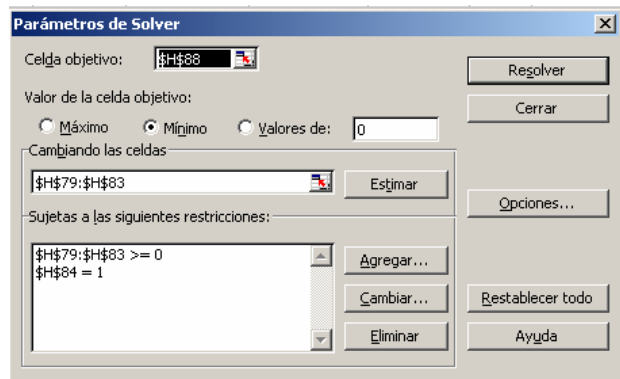 Parámetros de Solver
Celda objetivo: $H$88
Resolver
Valor de la celda objetivo:
Cerrar
Máximo Mínimo Valores de: 0
Cambiando las celdas
$H$79:$H$83 Estimar
Opciones...
Sujetas a las siguientes restricciones:
$H$79:$H$83 >= 0
$H$84 = 1
Agregar...
Cambiar...
Restablecer todo
Eliminar
Ayuda